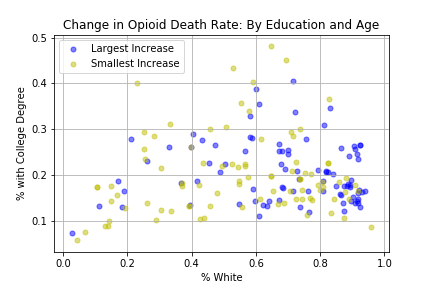 Change in Opioid Death Rate: By Education and Age
Largest Increase
Smallest Increase
% with College Degree
0.5
0.4
0.3
0.2
0.1
0.0 0.2 0.4 0.6 0.8 1.0
% White